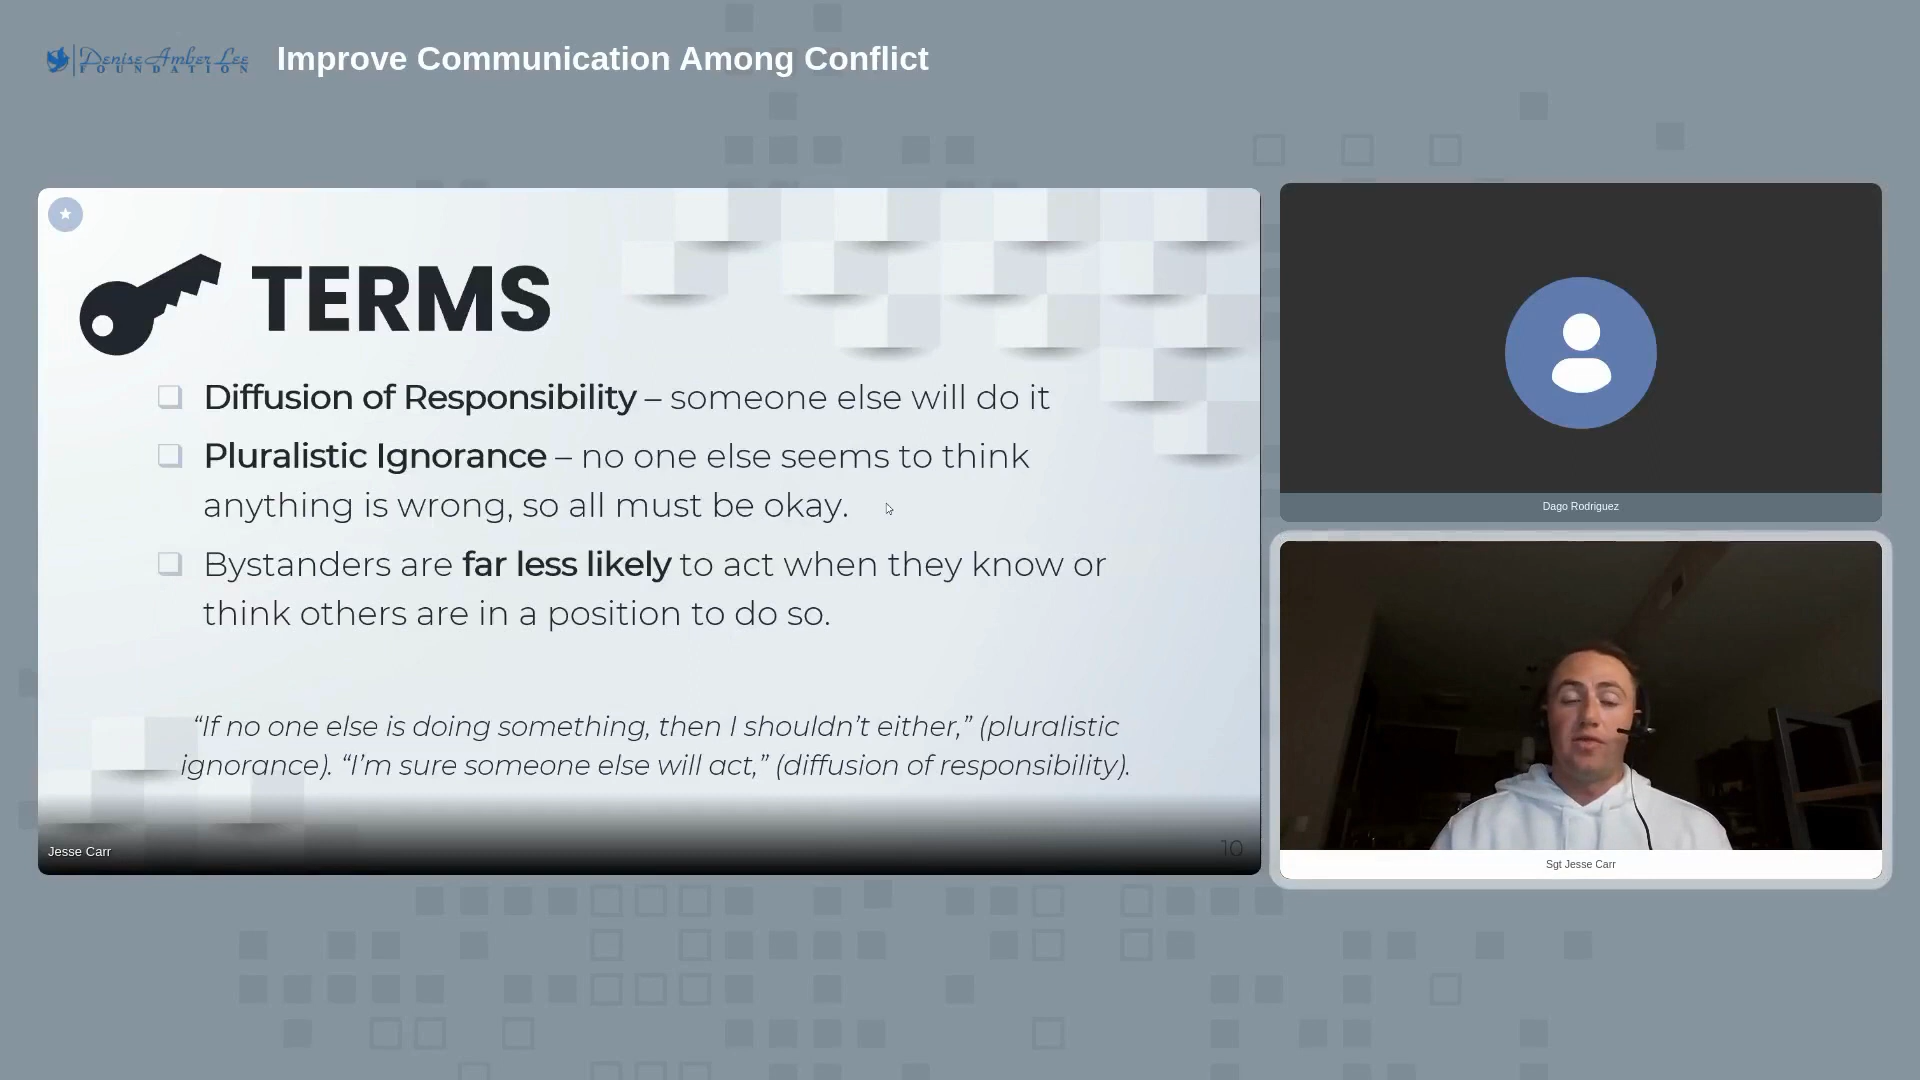 Denise Amber Lee
FOUNDATION
Improve Communication Among Conflict
TERMS
Diffusion of Responsibility – someone else will do it
Pluralistic Ignorance – no one else seems to think
anything is wrong, so all must be okay.
Bystanders are far less likely to act when they know or
think others are in a position to do so.
“If no one else is doing something, then I shouldn’t either,” (pluralistic
ignorance). “I’m sure someone else will act,” (diffusion of responsibility).
Jesse Carr
10
Dago Rodriguez
Sgt Jesse Carr